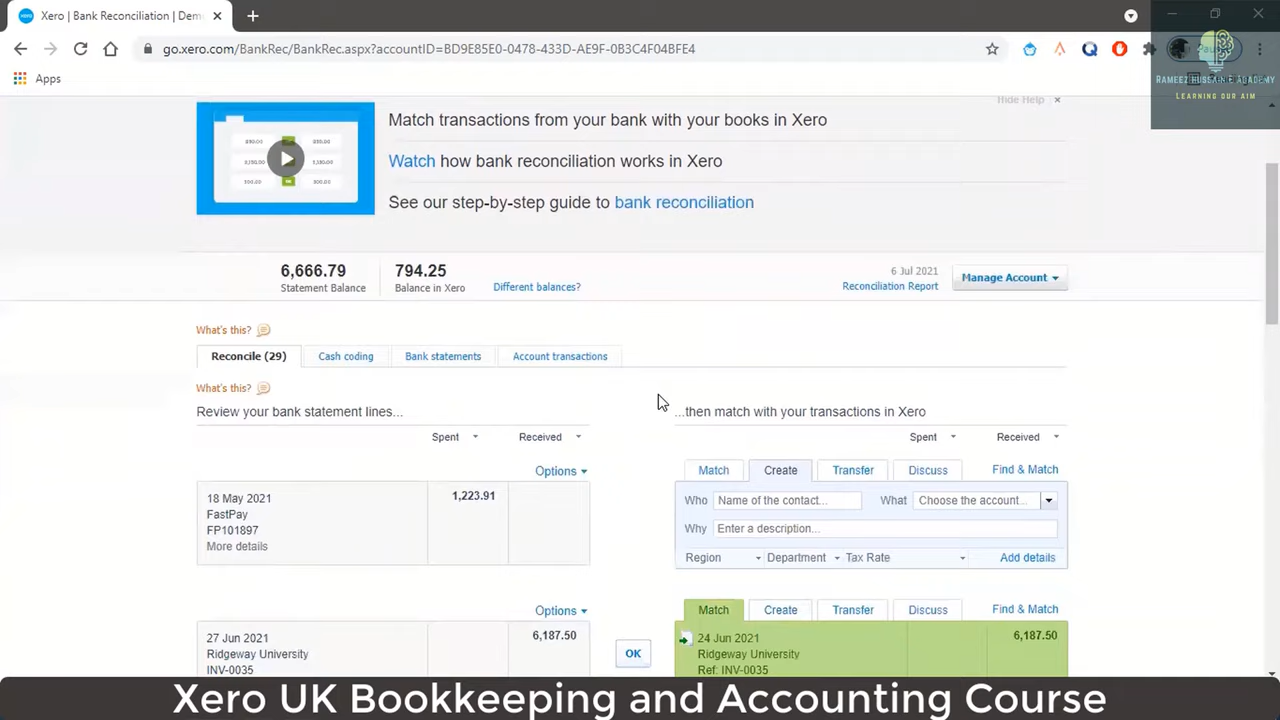 Xero | Bank Reconciliation | Dem
go.xero.com/BankRec/BankRec.aspx?accountID=BD9E85E0-0478-433D-AE9F-0B3C4F04BFE4
Apps
RAMEEZ HUSSAIN E ACADEMY
LEARNING OUR AIM
Hide Help
Match transactions from your bank with your books in Xero
Watch how bank reconciliation works in Xero
See our step-by-step guide to bank reconciliation
6,666.79
Statement Balance
794.25
Balance in Xero
Different balances?
6 Jul 2021
Reconciliation Report
Manage Account
What's this?
Reconcile (29)
Cash coding
Bank statements
Account transactions
What's this?
Review your bank statement lines...
...then match with your transactions in Xero
Spent
Received
Spent
Received
Options
Match
Create
Transfer
Discuss
Find & Match
18 May 2021
FastPay
FP101897
More details
1,223.91
Who
Name of the contact...
What
Choose the account...
Why
Enter a description...
Region
Department
Tax Rate
Add details
Options
Match
Create
Transfer
Discuss
Find & Match
27 Jun 2021
Ridgeway University
INV-0035
6,187.50
OK
24 Jun 2021
Ridgeway University
Ref: INV-0035
6,187.50
Xero UK Bookkeeping and Accounting Course